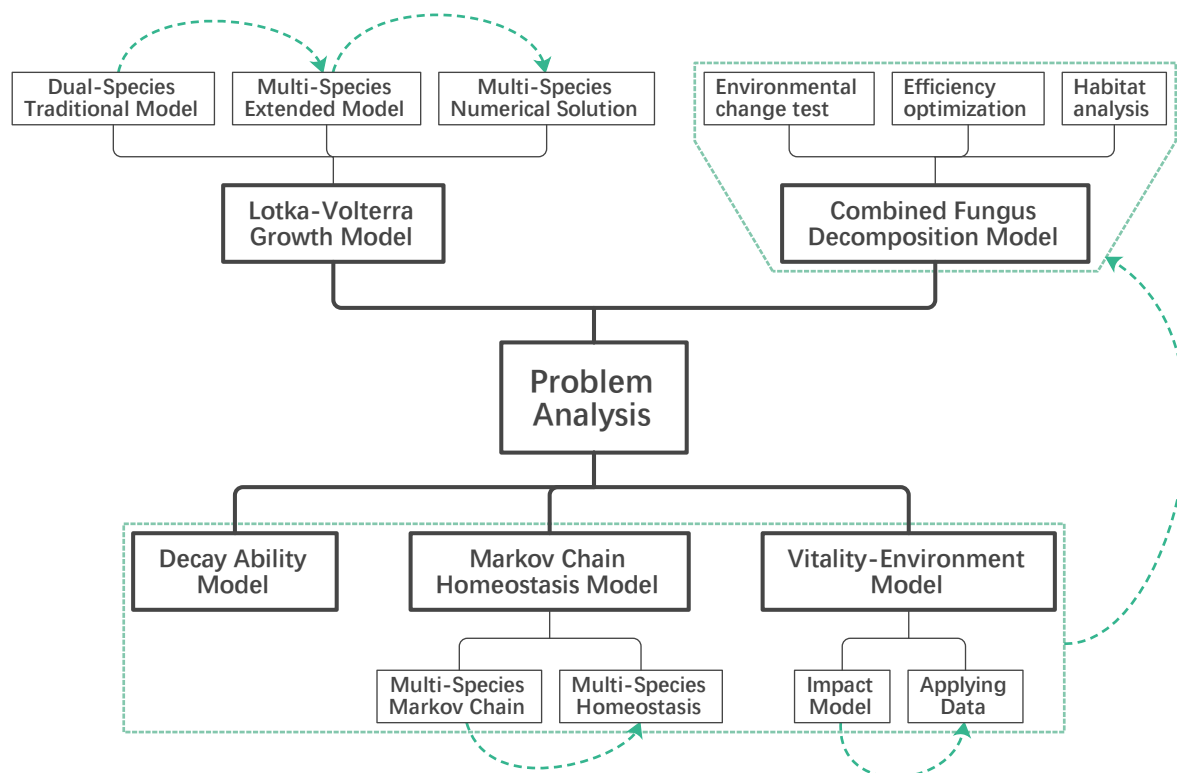 Dual-Species
Traditional Model
Multi-Species
Extended Model
Multi-Species
Numerical Solution
Environmental
change test
Efficiency
optimization
Habitat
analysis
Lotka-Volterra
Growth Model
Combined Fungus
Decomposition Model
Problem
Analysis
Decay Ability
Model
Markov Chain
Homeostasis Model
Vitality-Environment
Model
Multi-Species
Markov Chain
Multi-Species
Homeostasis
Impact
Model
Applying
Data